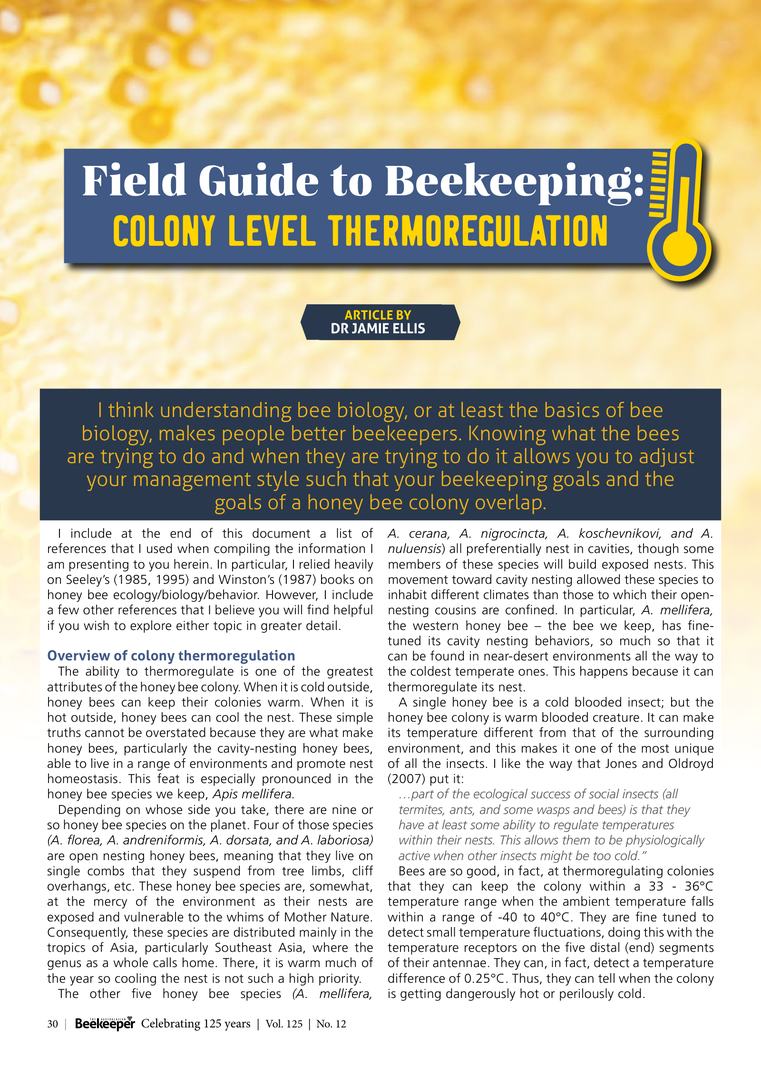 Field Guide to Beekeeping:
COLONY LEVEL THERMOREGULATION
ARTICLE BY
DR JAMIE ELLIS
I think understanding bee biology, or at least the basics of bee
biology, makes people better beekeepers. Knowing what the bees
are trying to do and when they are trying to do it allows you to adjust
your management style such that your beekeeping goals and the
goals of a honey bee colony overlap.
I include at the end of this document a list of
references that I used when compiling the information I
am presenting to you herein. In particular, I relied heavily
on Seeley's (1985, 1995) and Winston's (1987) books on
honey bee ecology/biology/behavior. However, I include
a few other references that I believe you will find helpful
if you wish to explore either topic in greater detail.
Overview of colony thermoregulation
The ability to thermoregulate is one of the greatest
attributes of the honey bee colony. When it is cold outside,
honey bees can keep their colonies warm. When it is
hot outside, honey bees can cool the nest. These simple
truths cannot be overstated because they are what make
honey bees, particularly the cavity-nesting honey bees,
able to live in a range of environments and promote nest
homeostasis. This feat is especially pronounced in the
honey bee species we keep, Apis mellifera.
Depending on whose side you take, there are nine or
so honey bee species on the planet. Four of those species
(A. florea, A. andreniformis, A. dorsata, and A. laboriosa)
are open nesting honey bees, meaning that they live on
single combs that they suspend from tree limbs, cliff
overhangs, etc. These honey bee species are, somewhat,
at the mercy of the environment as their nests are
exposed and vulnerable to the whims of Mother Nature.
Consequently, these species are distributed mainly in the
tropics of Asia, particularly Southeast Asia, where the
genus as a whole calls home. There, it is warm much of
the year so cooling the nest is not such a high priority.
The other five honey bee species (A. mellifera,
A. cerana, A. nigrocincta, A. koschevnikovi, and A.
nuluensis) all preferentially nest in cavities, though some
members of these species will build exposed nests. This
movement toward cavity nesting allowed these species to
inhabit different climates than those to which their open-
nesting cousins are confined. In particular, A. mellifera,
the western honey bee – the bee we keep, has fine-
tuned its cavity nesting behaviors, so much so that it
can be found in near-desert environments all the way to
the coldest temperate ones. This happens because it can
thermoregulate its nest.
A single honey bee is a cold blooded insect; but the
honey bee colony is warm blooded creature. It can make
its temperature different from that of the surrounding
environment, and this makes it one of the most unique
of all the insects. I like the way that Jones and Oldroyd
(2007) put it:
…part of the ecological success of social insects (all
termites, ants, and some wasps and bees) is that they
have at least some ability to regulate temperatures
within their nests. This allows them to be physiologically
active when other insects might be too cold."
Bees are so good, in fact, at thermoregulating colonies
that they can keep the colony within a 33 - 36°C
temperature range when the ambient temperature falls
within a range of -40 to 40°C. They are fine tuned to
detect small temperature fluctuations, doing this with the
temperature receptors on the five distal (end) segments
of their antennae. They can, in fact, detect a temperature
difference of 0.25°C. Thus, they can tell when the colony
is getting dangerously hot or perilously cold.
30 | Beekeeper Celebrating 125 years | Vol. 125 | No. 12